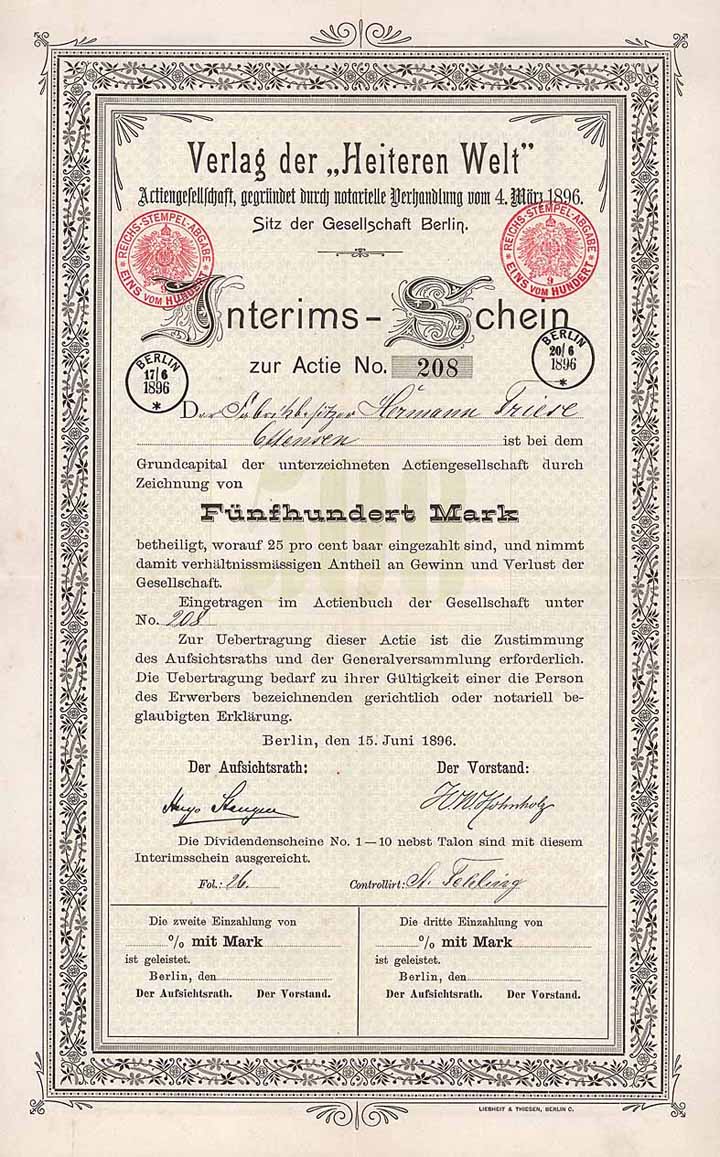 Verlag der „Heiteren Welt”
Actiengesellschaft, gegründet durch notarielle Verhandlung vom 4. März 1896.
Sitz der Gesellschaft Berlin.
REICHS-STEMPEL-ABGABE
EINS VOM HUNDERT
9
REICHS-STEMPEL-ABGABE
EINS VOM HUNDERT
9
Interims-Schein
zur Actie No. 208
BERLIN
17/6
1896
BERLIN
20/6
1896
Der Fabrikbesitzer Hermann Friese
Ottensen ist bei dem
Grundcapital der unterzeichneten Actiengesellschaft durch
Zeichnung von
500
Fünfhundert Mark
betheiligt, worauf 25 pro cent baar eingezahlt sind, und nimmt
damit verhältnissmässigen Antheil an Gewinn und Verlust der
Gesellschaft.
Eingetragen im Actienbuch der Gesellschaft unter
No. 208
Zur Uebertragung dieser Actie ist die Zustimmung
des Aufsichtsraths und der Generalversammlung erforderlich.
Die Uebertragung bedarf zu ihrer Gültigkeit einer die Person
des Erwerbers bezeichnenden gerichtlich oder notariell be-
glaubigten Erklärung.
Berlin, den 15. Juni 1896.
Der Aufsichtsrath: Der Vorstand:
Hugo Stangen
Die Dividendenscheine No. 1—10 nebst Talon sind mit diesem
Interimsschein ausgereicht.
Fol.: 26. Controllirt:
Die zweite Einzahlung von
% mit Mark
ist geleistet.
Berlin, den
Der Aufsichtsrath. Der Vorstand.
Die dritte Einzahlung von
% mit Mark
ist geleistet.
Berlin, den
Der Aufsichtsrath. Der Vorstand.
LIEBHEIT & THIESEN, BERLIN C.